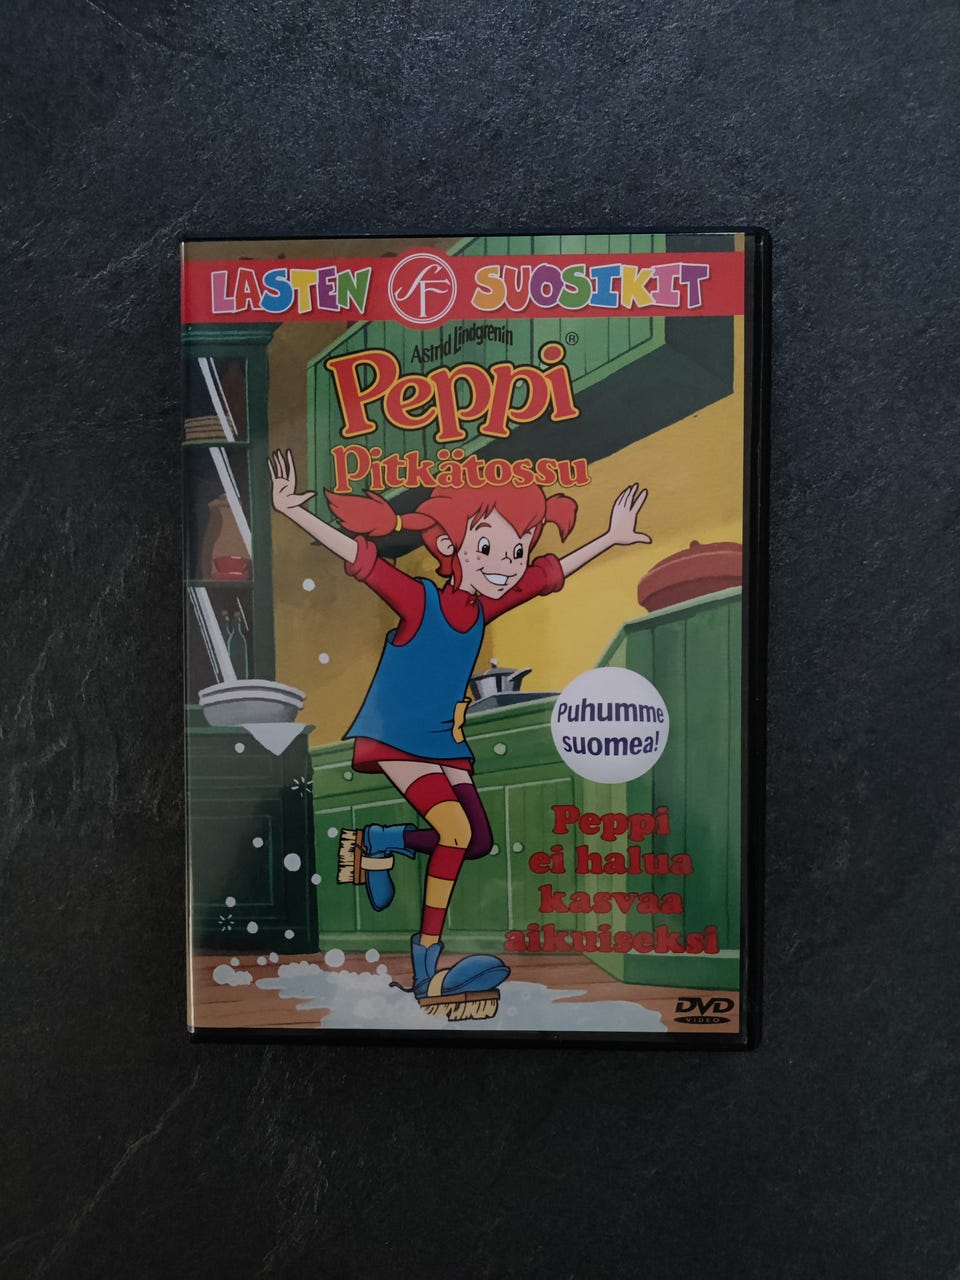 LASTEN SF SUOSIKIT
Astrid Lindgrenin
Peppi®
Pitkätossu
Puhumme
suomea!
Peppi
ei halua
kasvaa
aikuiseksi
DVD
VIDEO